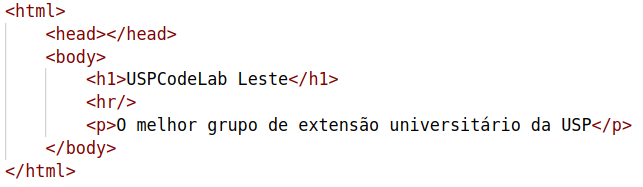 <html>
<head></head>
<body>
<h1>USPCodeLab Leste</h1>
<hr/>
<p>O melhor grupo de extensão universitário da USP</p>
</body>
</html>